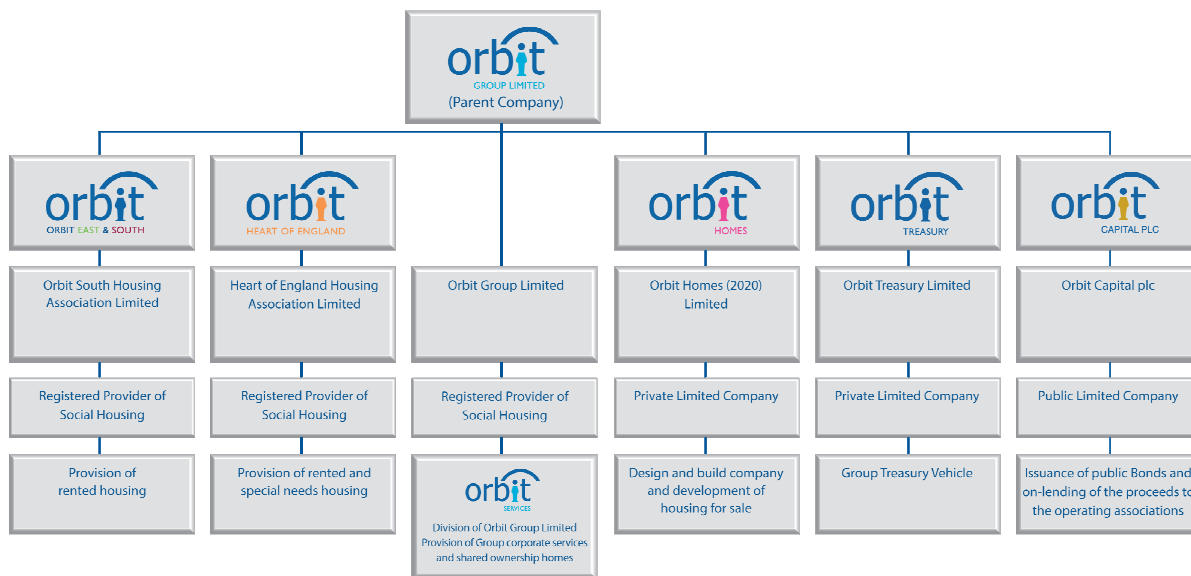 orbit
GROUP LIMITED
(Parent Company)
orbit
ORBIT EAST & SOUTH
orbit
HEART OF ENGLAND
orbit
HOMES
orbit
TREASURY
orbit
CAPITAL PLC
Orbit South Housing
Association Limited
Heart of England Housing
Association Limited
Orbit Group Limited
Orbit Homes (2020)
Limited
Orbit Treasury Limited
Orbit Capital plc
Registered Provider of
Social Housing
Registered Provider of
Social Housing
Registered Provider of
Social Housing
Private Limited Company
Private Limited Company
Public Limited Company
Provision of
rented housing
Provision of rented and
special needs housing
orbit
SERVICES
Division of Orbit Group Limited
Provision of Group corporate services
and shared ownership homes
Design and build company
and development of
housing for sale
Group Treasury Vehicle
Issuance of public Bonds and
on-lending of the proceeds to
the operating associations